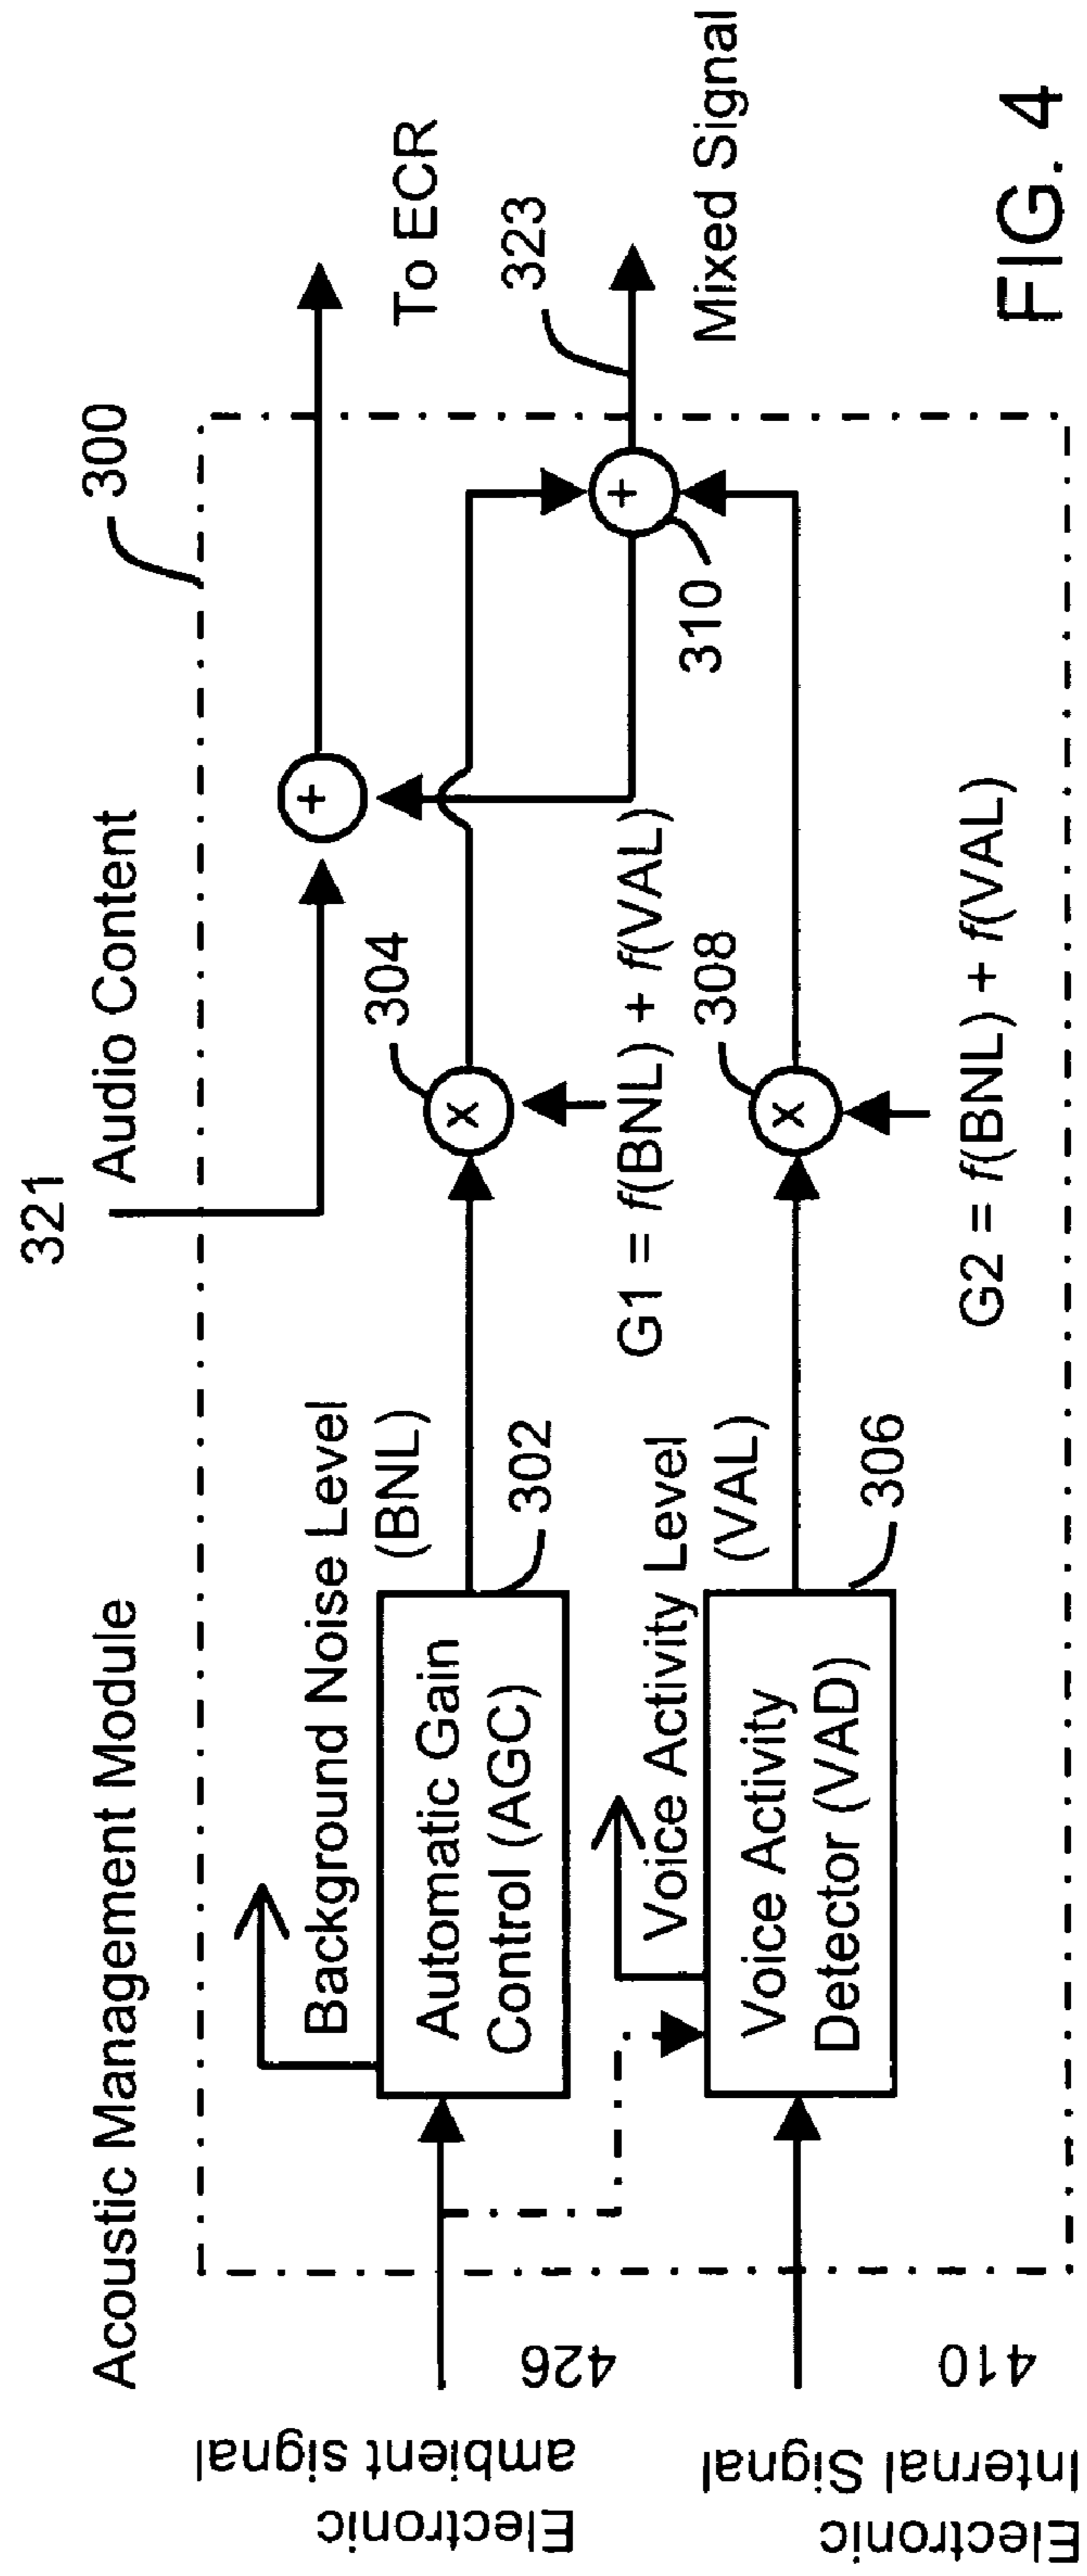 Acoustic Management Module
321
Audio Content
300
Background Noise Level
(BNL)
To ECR
Automatic Gain
Control (AGC)
302
304
x
+
G1 = f(BNL) + f(VAL)
Electronic
ambient signal
426
Voice Activity Level
(VAL)
Voice Activity
Detector (VAD)
306
308
x
G2 = f(BNL) + f(VAL)
+
310
323
Mixed Signal
Electronic
Internal Signal
410
FIG. 4